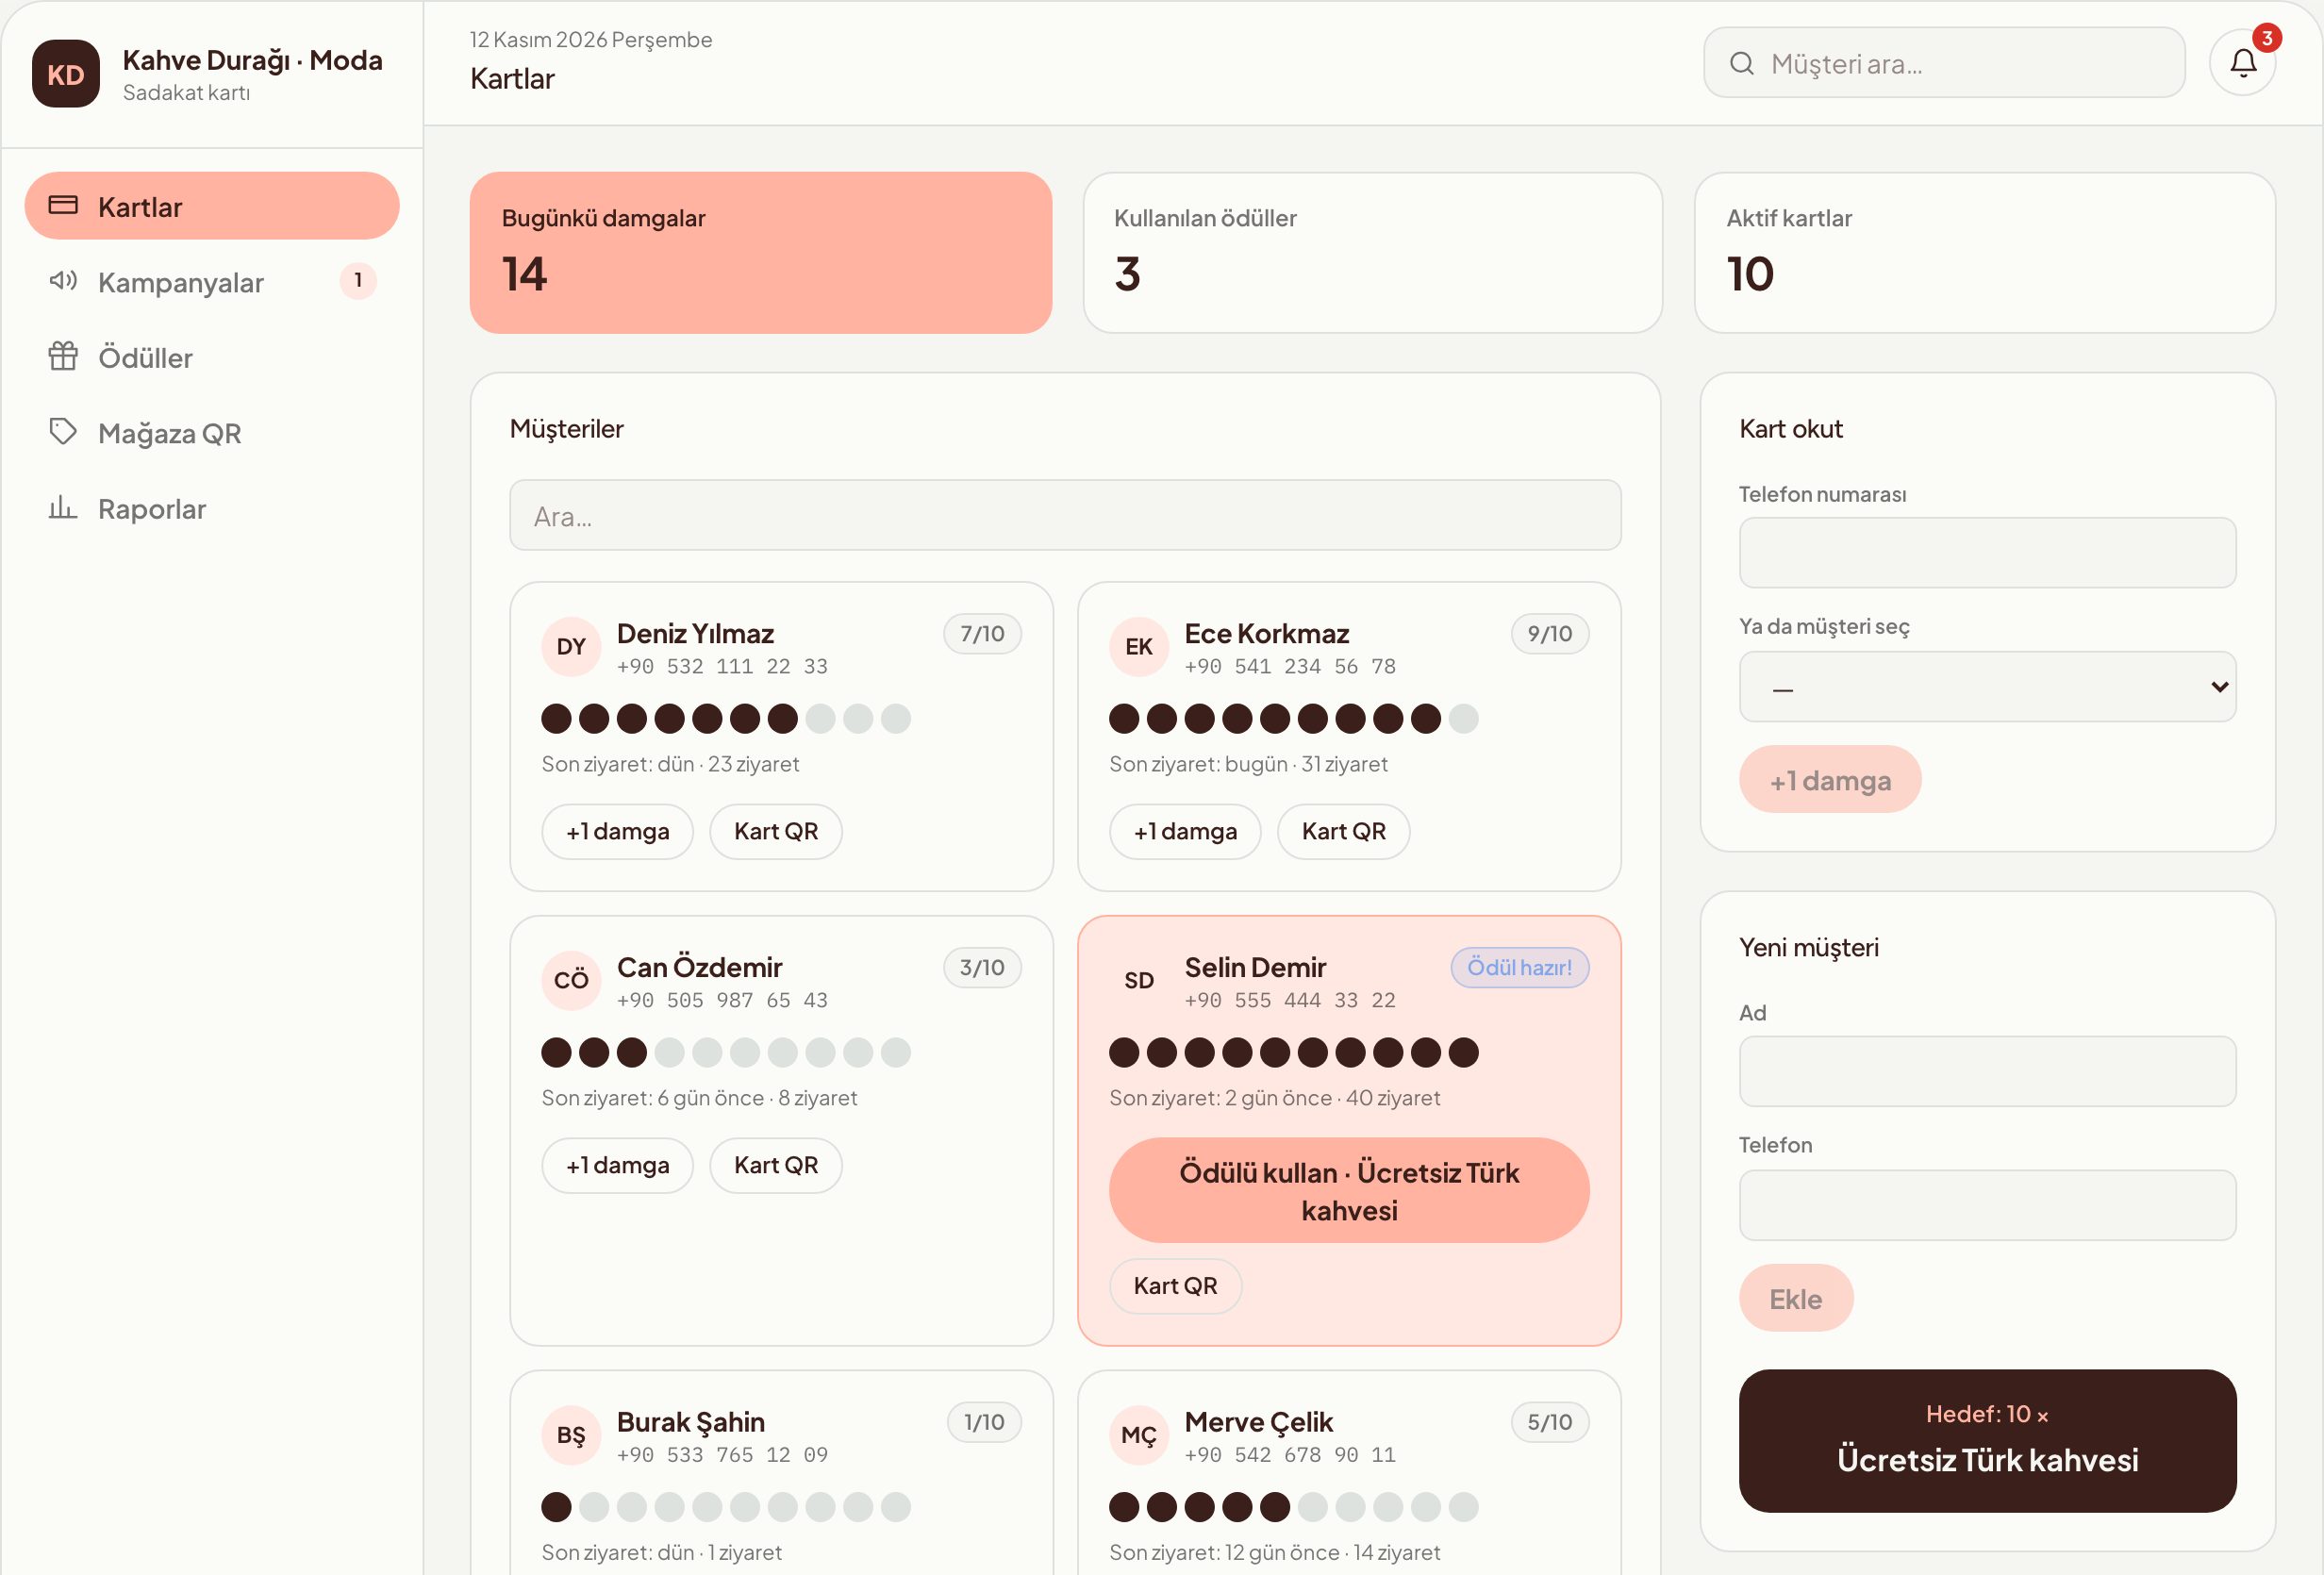 KD
Kahve Durağı · Moda
Sadakat kartı
Kartlar
Kampanyalar
1
Ödüller
Mağaza QR
Raporlar
12 Kasım 2026 Perşembe
Kartlar
Müşteri ara...
3
Bugünkü damgalar
14
Kullanılan ödüller
3
Aktif kartlar
10
Müşteriler
Ara...
DY
Deniz Yılmaz
+90 532 111 22 33
7/10
Son ziyaret: dün · 23 ziyaret
+1 damga
Kart QR
EK
Ece Korkmaz
+90 541 234 56 78
9/10
Son ziyaret: bugün · 31 ziyaret
+1 damga
Kart QR
CÖ
Can Özdemir
+90 505 987 65 43
3/10
Son ziyaret: 6 gün önce · 8 ziyaret
+1 damga
Kart QR
SD
Selin Demir
+90 555 444 33 22
Ödül hazır!
Son ziyaret: 2 gün önce · 40 ziyaret
Ödülü kullan · Ücretsiz Türk
kahvesi
Kart QR
BŞ
Burak Şahin
+90 533 765 12 09
1/10
Son ziyaret: dün · 1 ziyaret
MÇ
Merve Çelik
+90 542 678 90 11
5/10
Son ziyaret: 12 gün önce · 14 ziyaret
Kart okut
Telefon numarası
Ya da müşteri seç
—
+1 damga
Yeni müşteri
Ad
Telefon
Ekle
Hedef: 10 ×
Ücretsiz Türk kahvesi